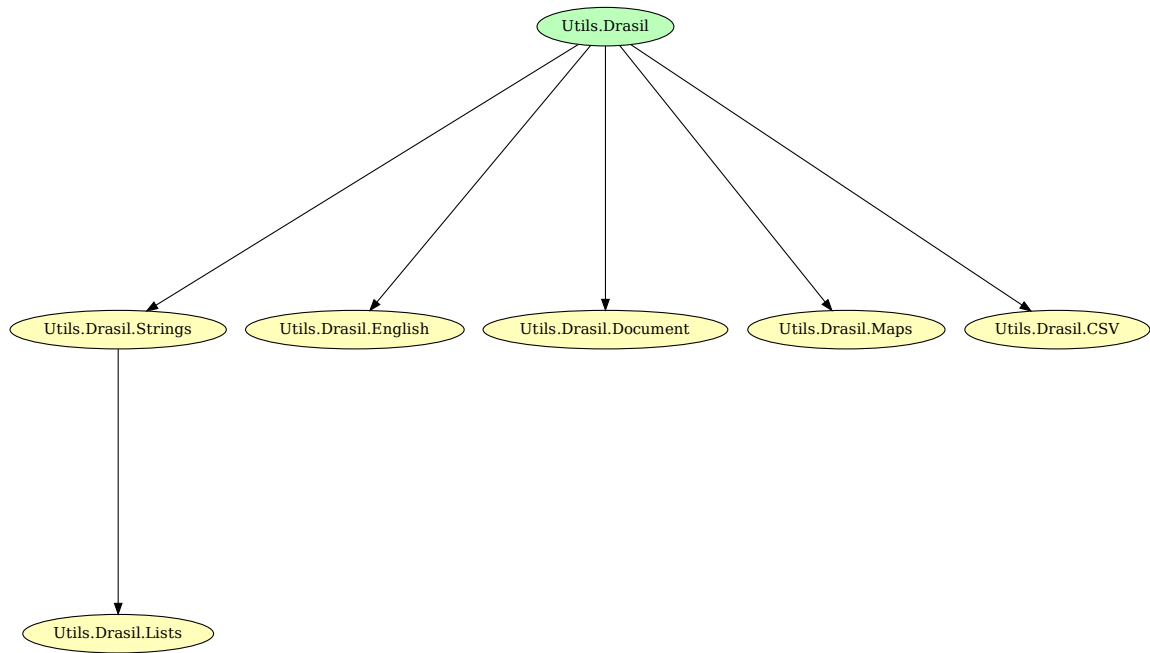 Utils.Drasil
Utils.Drasil.Strings
Utils.Drasil.English
Utils.Drasil.Document
Utils.Drasil.Maps
Utils.Drasil.CSV
Utils.Drasil.Lists